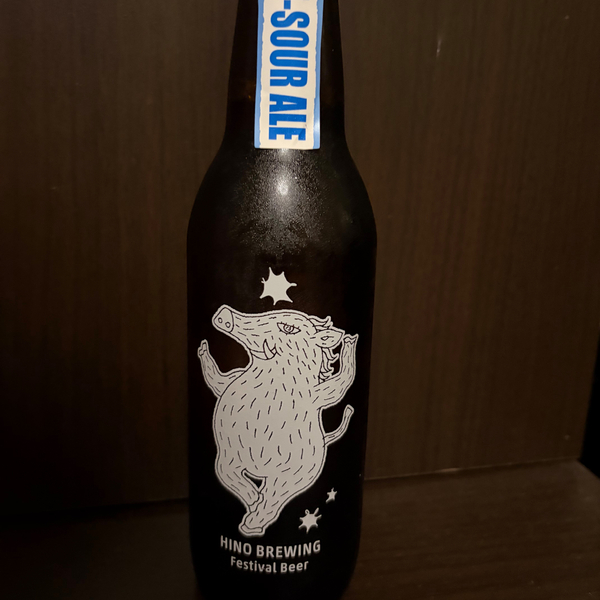 -SOUR ALE
HINO BREWING
Festival Beer